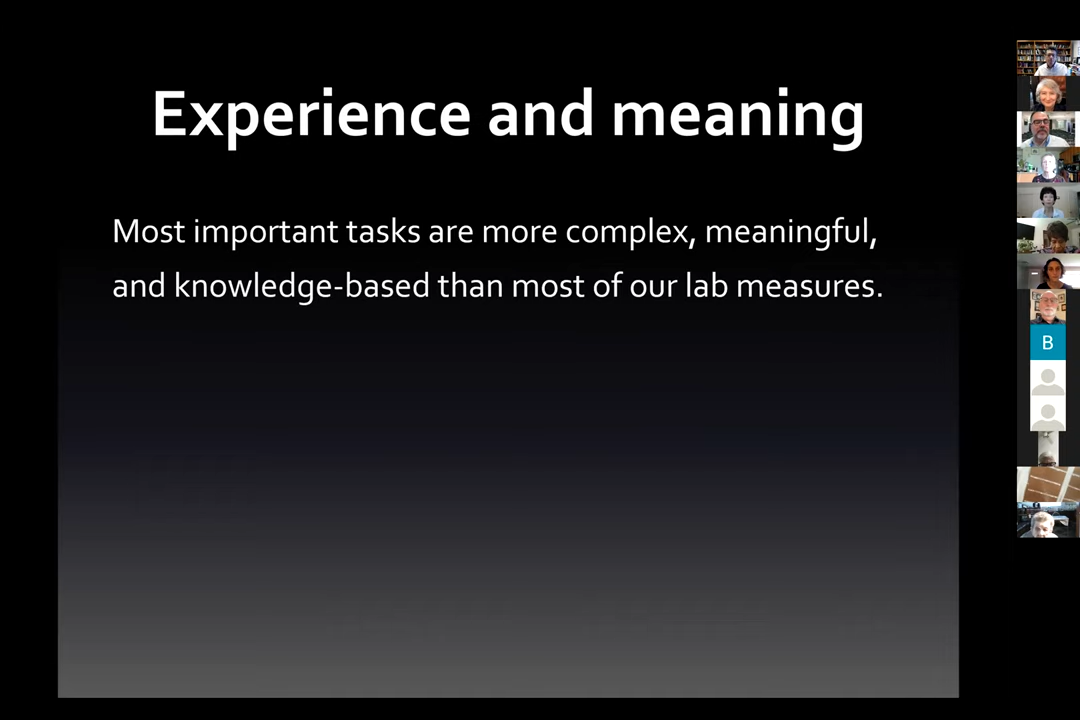 Experience and meaning
Most important tasks are more complex, meaningful,
and knowledge-based than most of our lab measures.
B